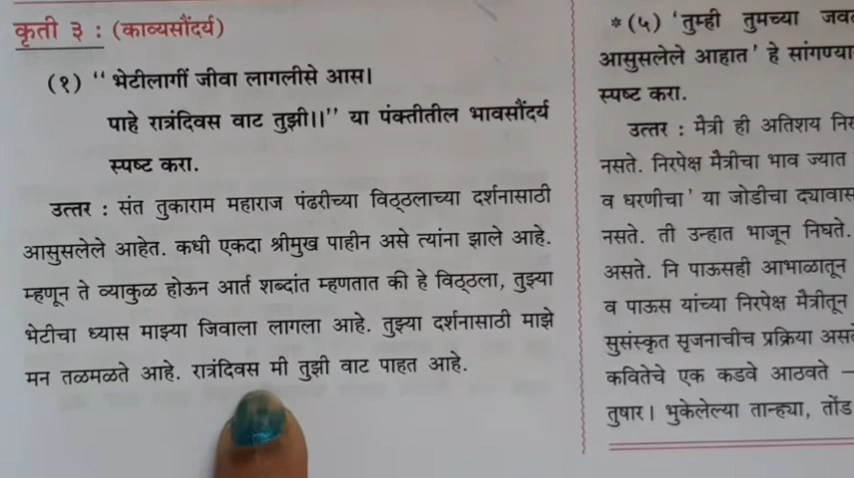 कृती ३ : (काव्यसौंदर्य)
(१) “ भेटीलागीं जीवा लागलीसे आस।
पाहे रात्रंदिवस वाट तुझी।।” या पंक्तीतील भावसौंदर्य
स्पष्ट करा.
उत्तर : संत तुकाराम महाराज पंढरीच्या विठ्ठलाच्या दर्शनासाठी
आसुसलेले आहेत. कधी एकदा श्रीमुख पाहीन असे त्यांना झाले आहे.
म्हणून ते व्याकुळ होऊन आर्त शब्दांत म्हणतात की हे विठ्ठला, तुझ्या
भेटीचा ध्यास माझ्या जिवाला लागला आहे. तुझ्या दर्शनासाठी माझे
मन तळमळते आहे. रात्रंदिवस मी तुझी वाट पाहत आहे.
* (५) ‘तुम्ही तुमच्या
आसुसलेले आहात’ हे
स्पष्ट करा.
उत्तर : मैत्री ही अतिशय
नसते. निरपेक्ष मैत्रीचा भाव ज्यात
व धरणीचा’ या जोडीचा
नसते. ती उन्हात भाजून निघते.
असते. नि पाऊसही आभाळातून
व पाऊस यांच्या निरपेक्ष मैत्रीतून
सुसंस्कृत सृजनाचीच प्रक्रिया
कवितेचे एक कडवे आठवते –
तुषार। भुकेलेल्या तान्ह्या, तोंड